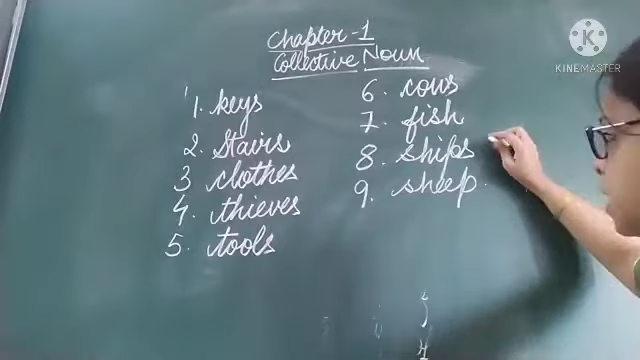 Chapter-1
Collective Noun
1. keys
2. stairs
3 clothes
4. thieves
5. tools
6. cows
7. fish
8. ships
9. sheep.
K
KINEMASTER